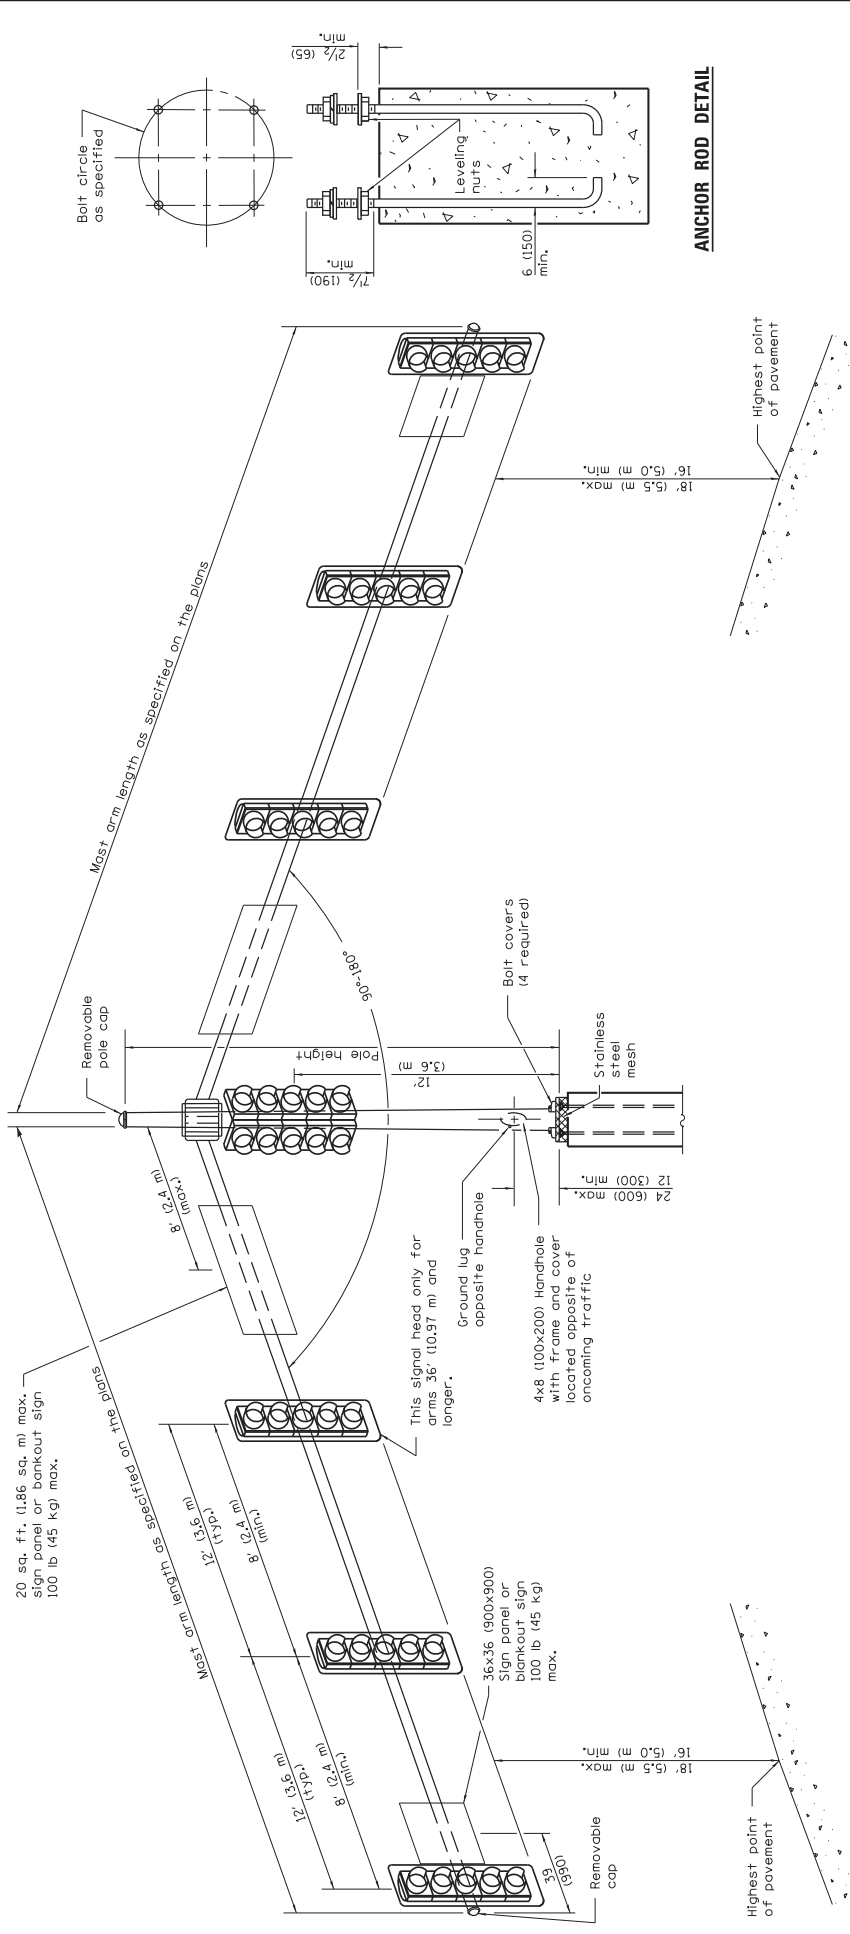 20 sq. ft. (1.86 sq. m) max.
sign panel or bankout sign
100 lb (45 kg) max.
Mast arm length as specified on the plans
Removable
pole cap
Mast arm length as specified on the plans
Bolt circle
as specified
8' (2.4 m)
(max.)
12' (3.6 m)
(typ.)
8' (2.4 m)
(min.)
12' (3.6 m)
(typ.)
8' (2.4 m)
(min.)
90°-180°
Pole height
12'
(3.6 m)
2½ (65)
min.
7½ (190)
min.
Leveling
nuts
6 (150)
min.
ANCHOR ROD DETAIL
This signal head only for
arms 36' (10.97 m) and
longer.
Ground lug
opposite handhole
4x8 (100x200) Handhole
with frame and cover
located opposite of
oncoming traffic
Bolt covers
(4 required)
Stainless
steel
mesh
24 (600) max.
12 (300) min.
36x36 (900x900)
Sign panel or
blankout sign
100 lb (45 kg)
max.
39
(990)
Removable
cap
18' (5.5 m) max.
16' (5.0 m) min.
Highest point
of pavement
18' (5.5 m) max.
16' (5.0 m) min.
Highest point
of pavement